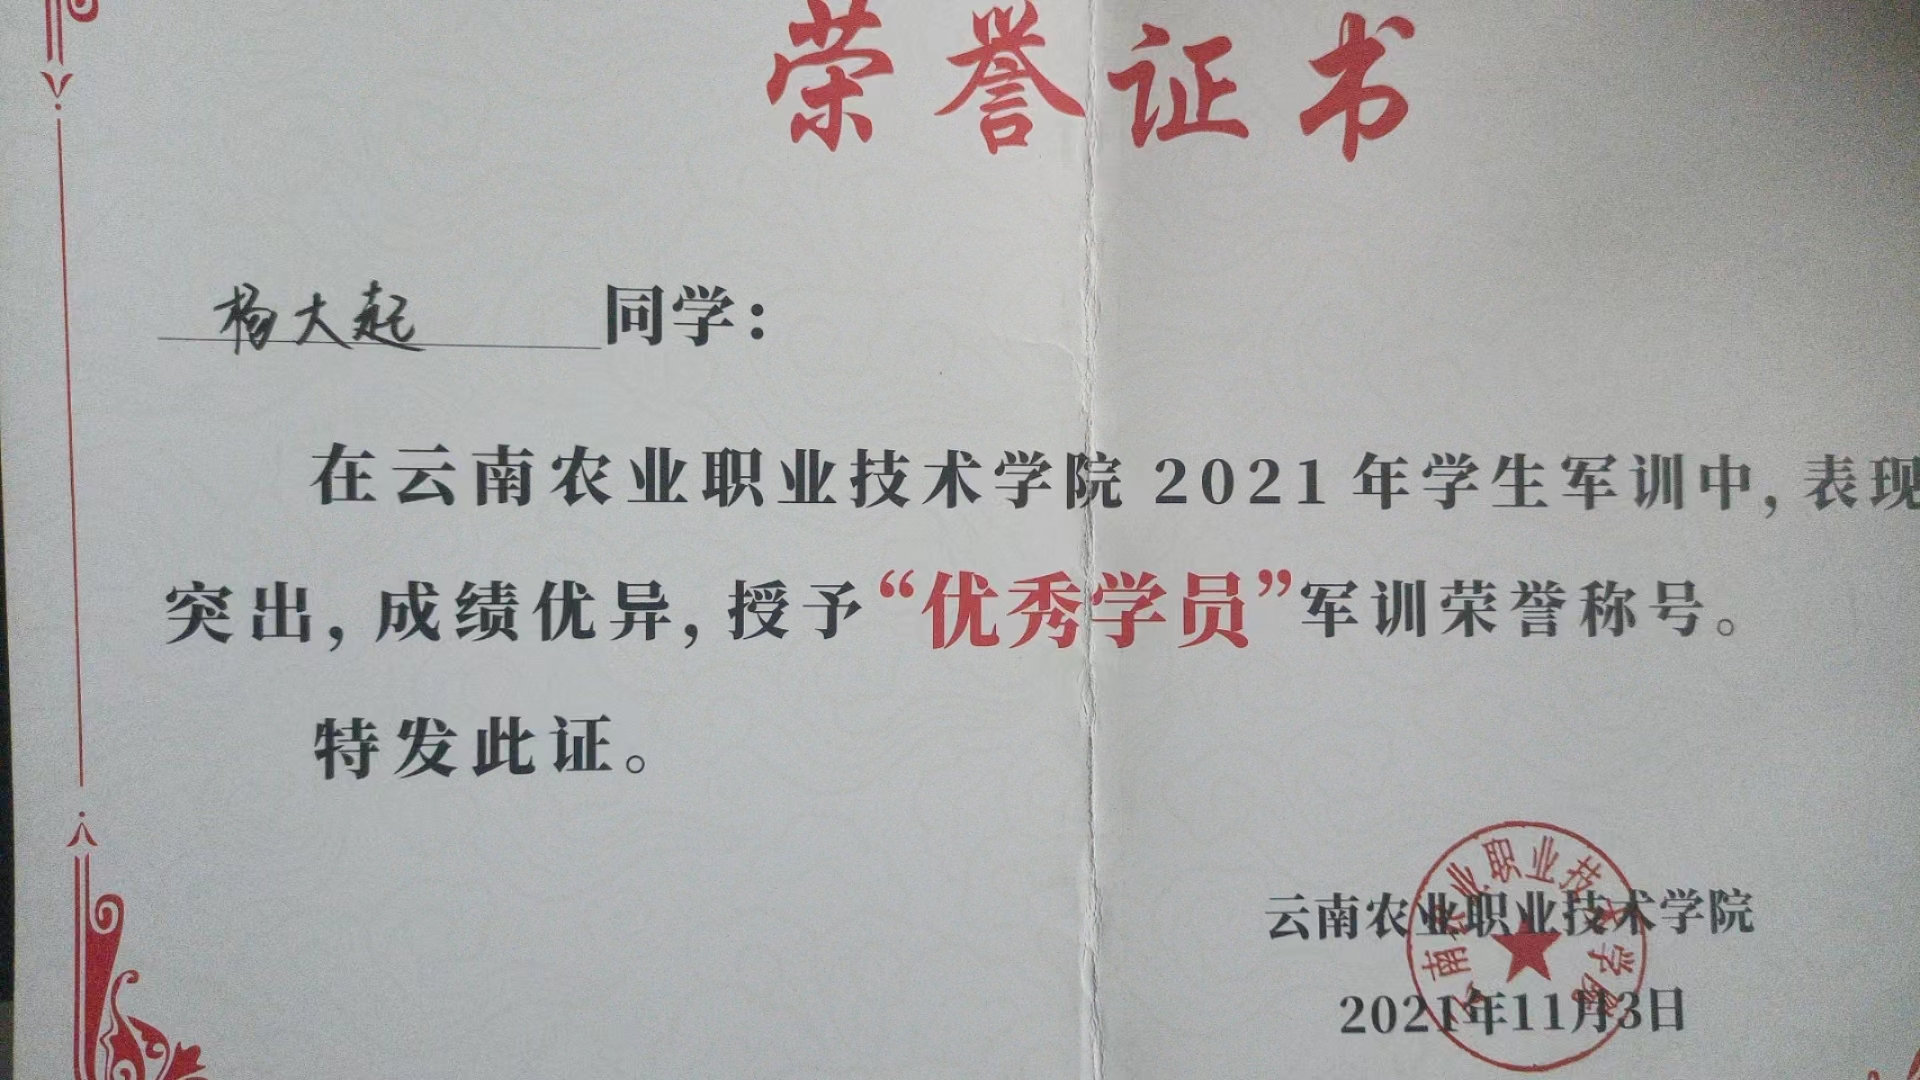 荣誉证书
杨大起同学：
在云南农业职业技术学院2021年学生军训中，表现
突出，成绩优异，授予“优秀学员”军训荣誉称号。
特发此证。
云南农业职业技术学院
云南农业职业技术学院
2021年11月3日